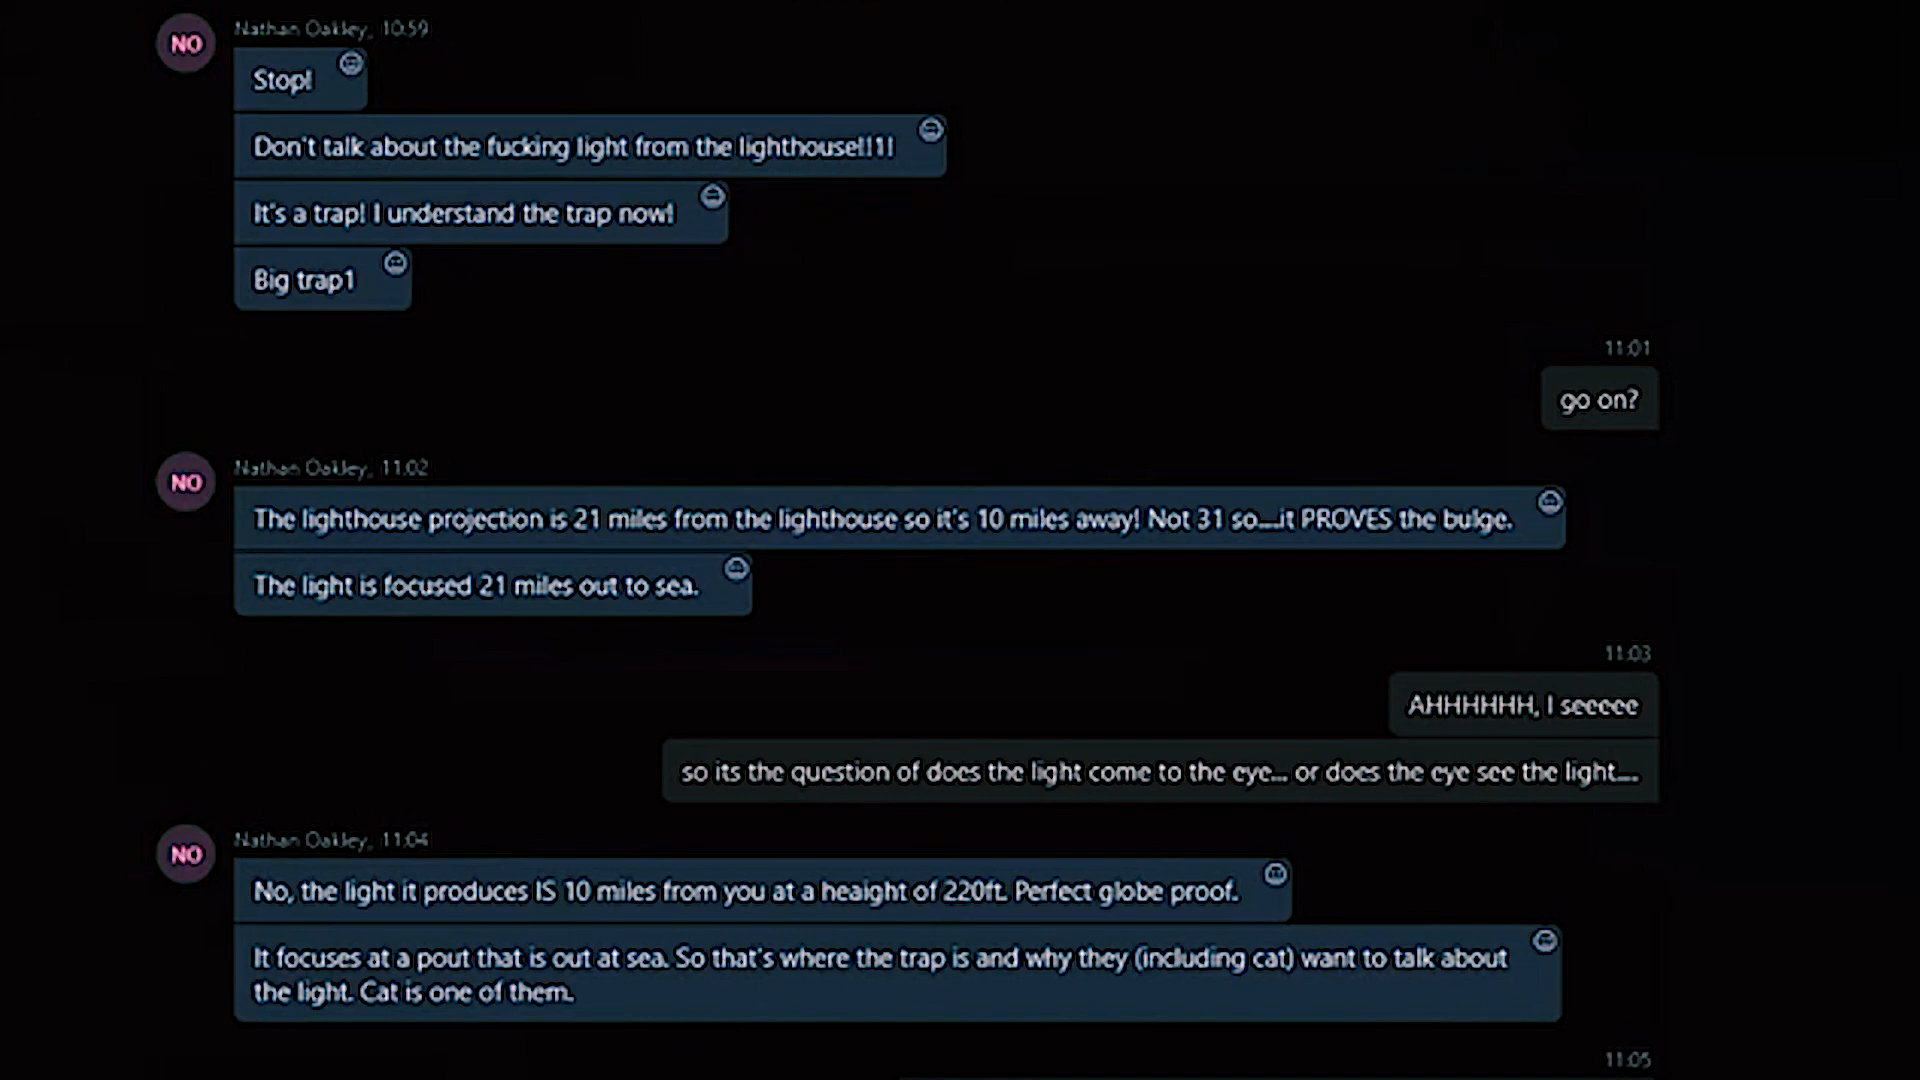 Nathan Oakley, 10:59
NO
Stop!
Don't talk about the fucking light from the lighthouse!!1!
It's a trap! I understand the trap now!
Big trap1
11:01
go on?
Nathan Oakley, 11:02
NO
The lighthouse projection is 21 miles from the lighthouse so it's 10 miles away! Not 31 so....it PROVES the bulge.
The light is focused 21 miles out to sea.
11:03
AHHHHHH, I seeeee
so its the question of does the light come to the eye... or does the eye see the light....
Nathan Oakley, 11:04
NO
No, the light it produces IS 10 miles from you at a heaight of 220ft. Perfect globe proof.
It focuses at a pout that is out at sea. So that's where the trap is and why they (including cat) want to talk about
the light. Cat is one of them.
11:05